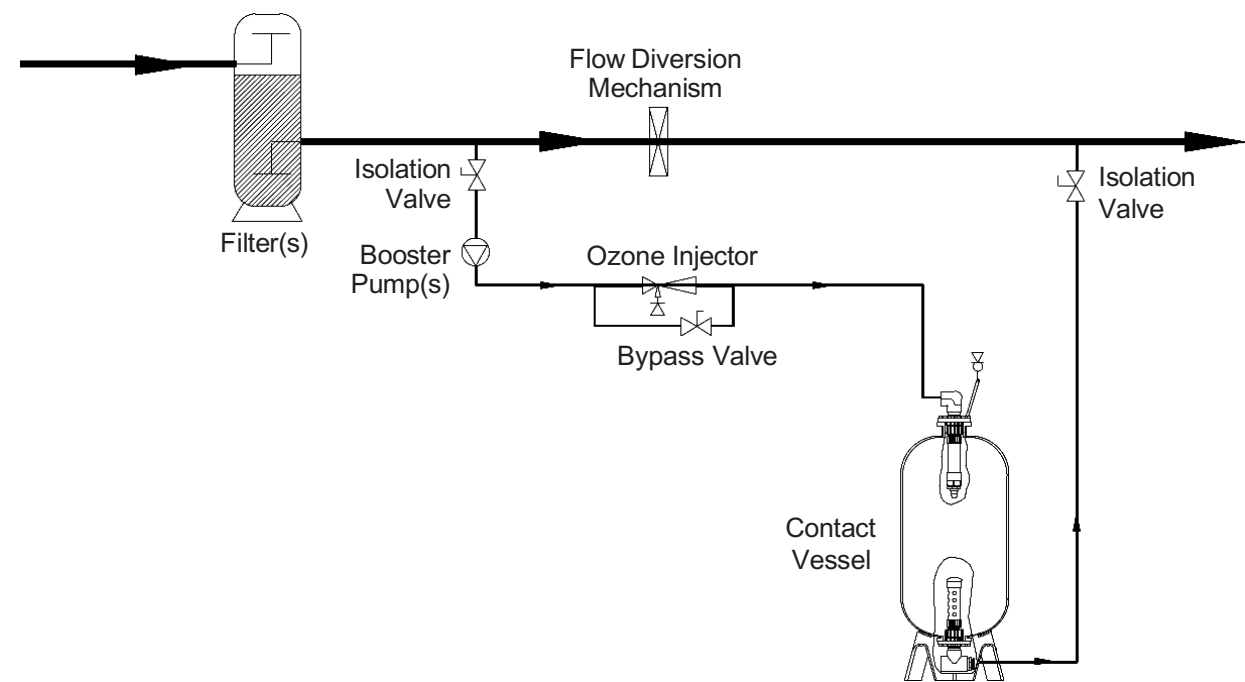 Flow Diversion
Mechanism
Isolation
Valve
Isolation
Valve
Filter(s)
Booster
Pump(s)
Ozone Injector
Bypass Valve
Contact
Vessel